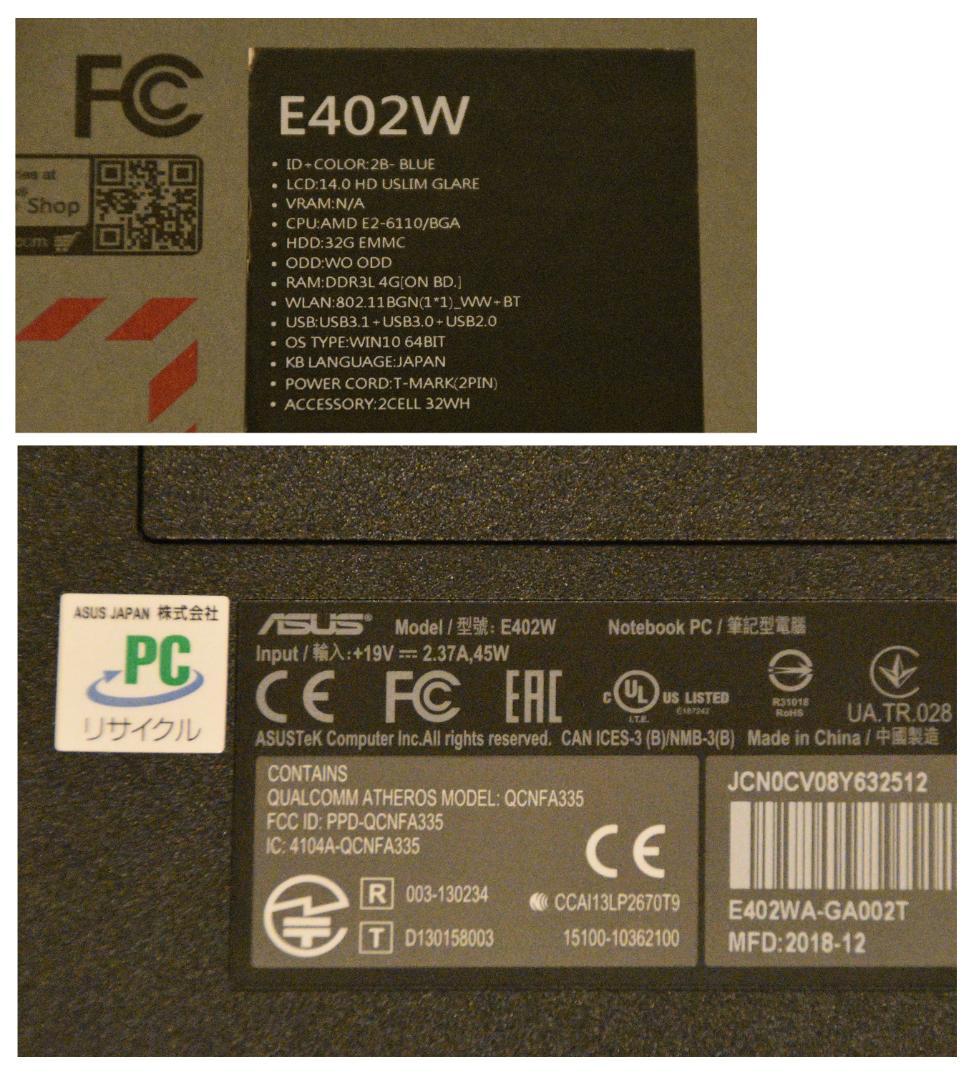 FC
E402W
• ID+COLOR:2B- BLUE
• LCD:14.0 HD USLIM GLARE
• VRAM:N/A
• CPU:AMD E2-6110/BGA
• HDD:32G EMMC
• ODD:WO ODD
• RAM:DDR3L 4G[ON BD.]
• WLAN:802.11BGN(1*1)_WW+BT
• USB:USB3.1+USB3.0+USB2.0
• OS TYPE:WIN10 64BIT
• KB LANGUAGE:JAPAN
• POWER CORD:T-MARK(2PIN)
• ACCESSORY:2CELL 32WH
at
Shop
.com
ASUS JAPAN 株式会社
PC
リサイクル
ASUS® Model / 型號: E402W Notebook PC / 筆記型電腦
Input / 輸入:+19V ⎓ 2.37A,45W
CE FC EAC c UL US LISTED
I.T.E. E187242
R31018
RoHS
UA.TR.028
ASUSTeK Computer Inc.All rights reserved. CAN ICES-3 (B)/NMB-3(B) Made in China / 中國製造
CONTAINS
QUALCOMM ATHEROS MODEL: QCNFA335
FCC ID: PPD-QCNFA335
IC: 4104A-QCNFA335
CE
R 003-130234
CCAI13LP2670T9
T D130158003
15100-10362100
JCN0CV08Y632512
E402WA-GA002T
MFD:2018-12